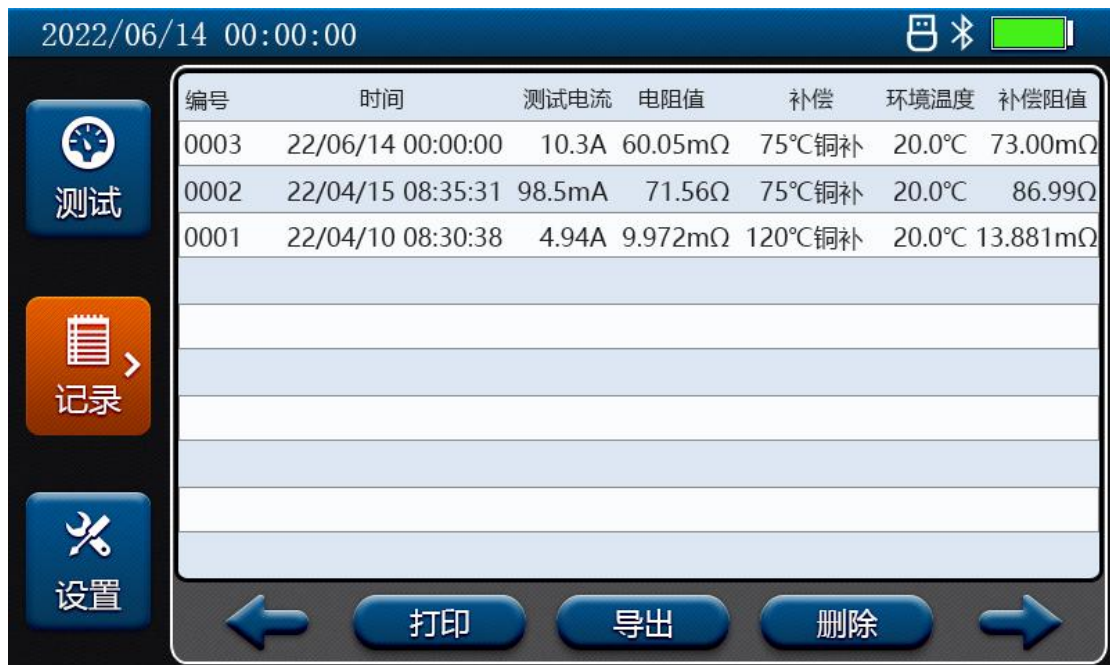 2022/06/14 00:00:00
编号 时间 测试电流 电阻值 补偿 环境温度 补偿阻值
0003 22/06/14 00:00:00 10.3A 60.05mΩ 75℃铜补 20.0℃ 73.00mΩ
0002 22/04/15 08:35:31 98.5mA 71.56Ω 75℃铜补 20.0℃ 86.99Ω
0001 22/04/10 08:30:38 4.94A 9.972mΩ 120℃铜补 20.0℃ 13.881mΩ
测试
记录
设置
打印 导出 删除